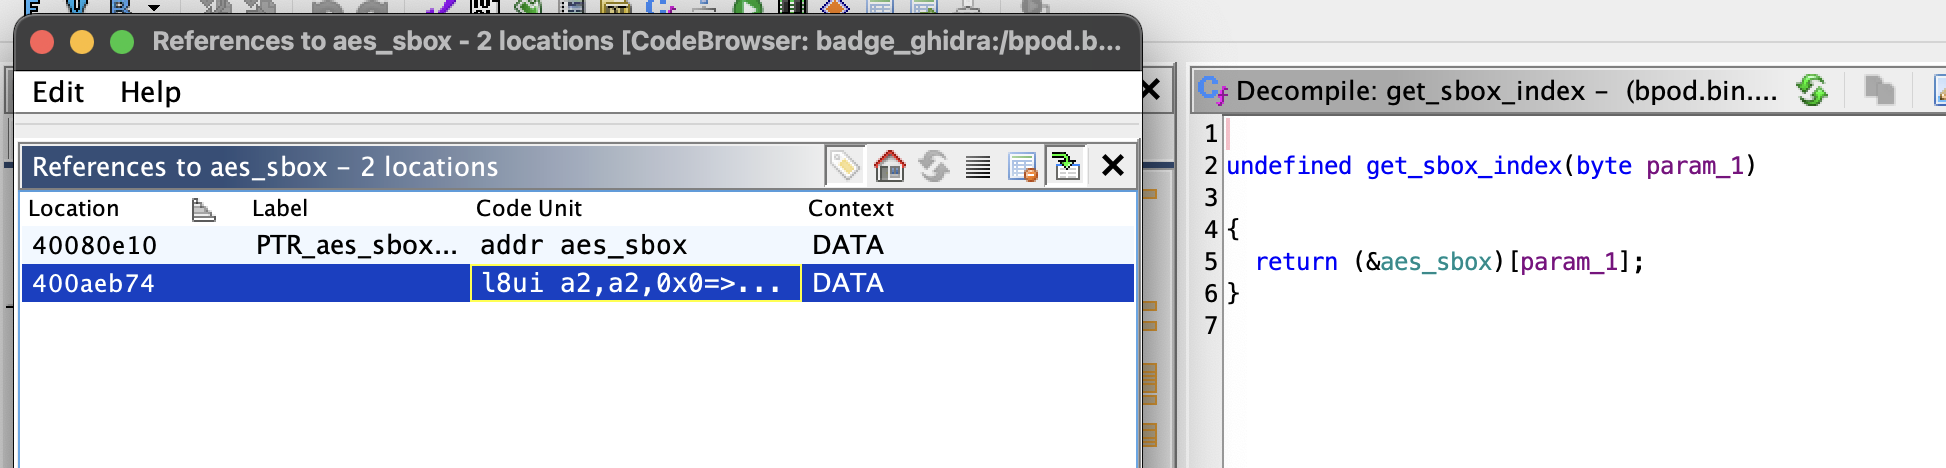 References to aes_sbox - 2 locations [CodeBrowser: badge_ghidra:/bpod.b...
Edit Help
References to aes_sbox - 2 locations
Location Label Code Unit Context
40080e10 PTR_aes_sbox... addr aes_sbox DATA
400aeb74 l8ui a2,a2,0x0=>... DATA
Decompile: get_sbox_index - (bpod.bin....
1
2 undefined get_sbox_index(byte param_1)
3
4 {
5 return (&aes_sbox)[param_1];
6 }
7